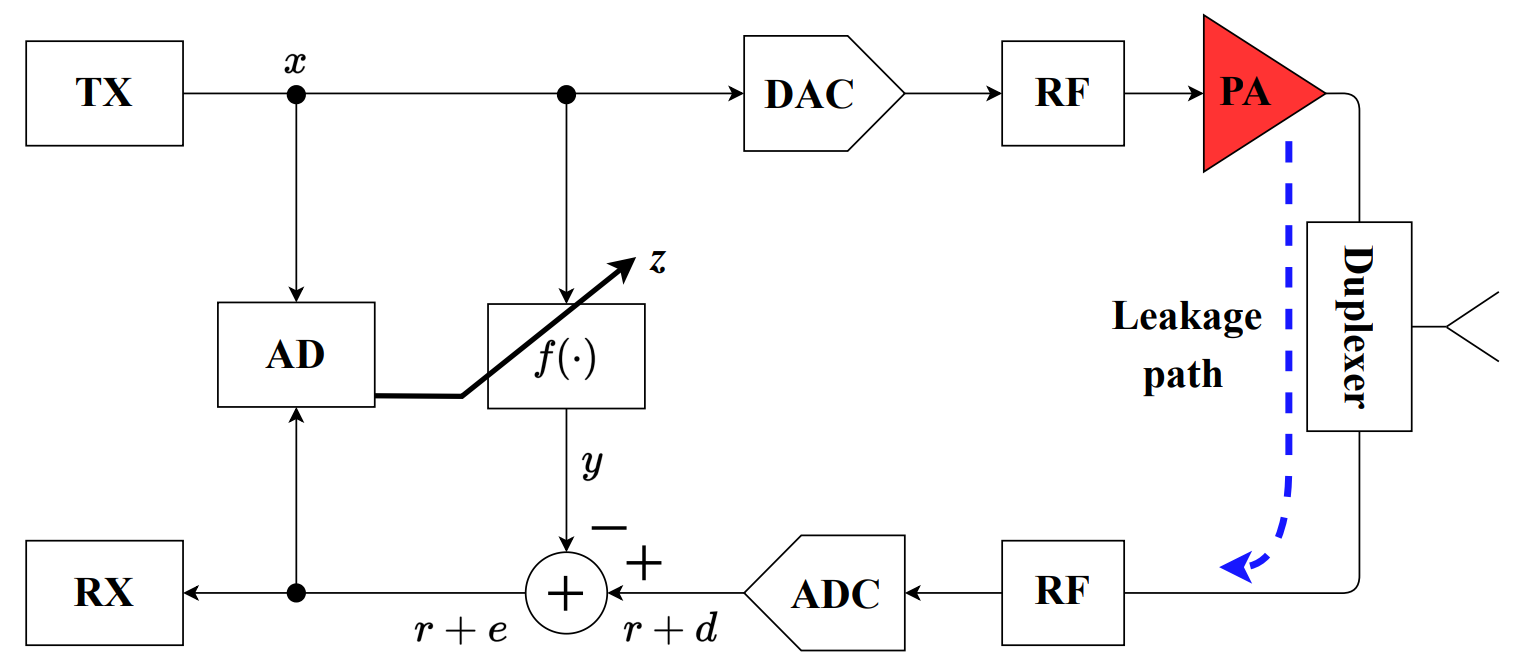 TX
x
DAC
RF
PA
z
AD
f(·)
Leakage
path
Duplexer
y
−
+
RX
r + e
+
r + d
ADC
RF